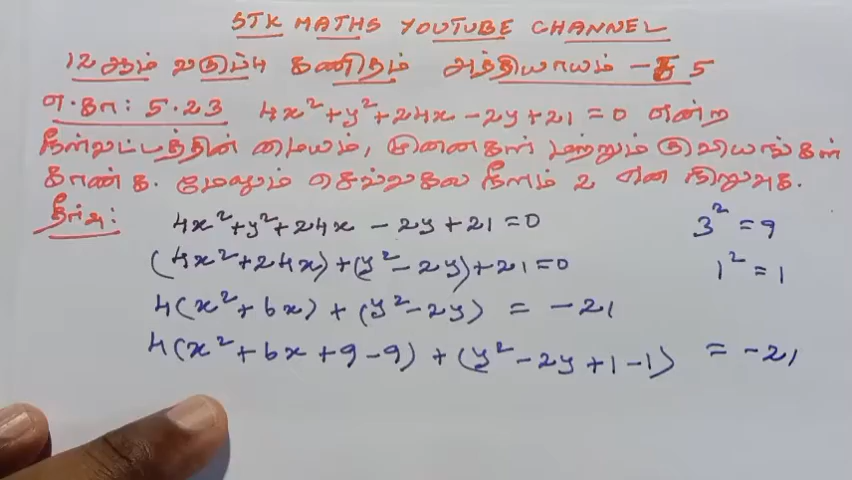 STK MATHS YOUTUBE CHANNEL
12 ஆம் வகுப்பு கணிதம் அத்தியாயம் - 5
எ.கா: 5.23 4x²+y²+24x-2y+21=0 என்ற
நீள்வட்டத்தின் மையம், முனைகள் மற்றும் குவியங்கள்
காண்க. மேலும் செவ்வகல நீளம் 2 என நிறுவுக.
தீர்வு: 4x²+y²+24x-2y+21=0 3²=9
(4x²+24x)+(y²-2y)+21=0 1²=1
4(x²+6x)+(y²-2y) = -21
4(x²+6x+9-9)+(y²-2y+1-1) = -21